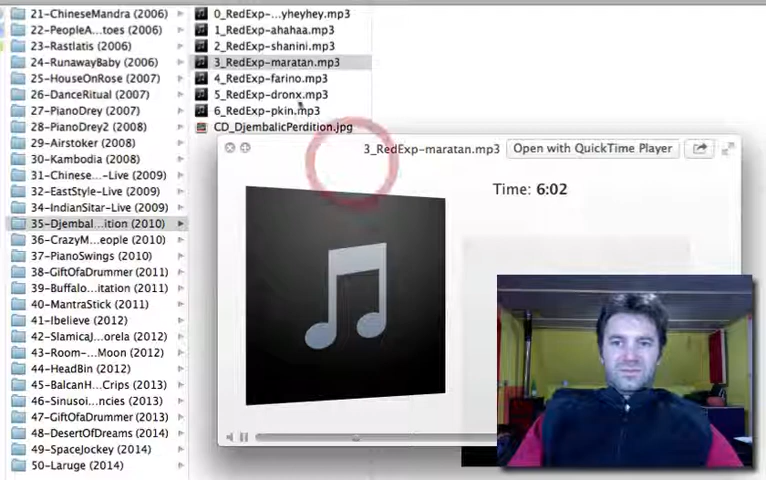 21-ChineseMandra (2006)
22-PeopleA...toes (2006)
23-Rastlatis (2006)
24-RunawayBaby (2006)
25-HouseOnRose (2007)
26-DanceRitual (2007)
27-PianoDrey (2007)
28-PianoDrey2 (2008)
29-Airstoker (2008)
30-Kambodia (2008)
31-Chinese...-Live (2009)
32-EastStyle-Live (2009)
34-IndianSitar-Live (2009)
35-Djembal...ition (2010)
36-CrazyM...eople (2010)
37-PianoSwings (2010)
38-GiftOfaDrummer (2011)
39-Buffalo...itation (2011)
40-MantraStick (2011)
41-Ibelieve (2012)
42-SlamicaJ...orela (2012)
43-Room-...Moon (2012)
44-HeadBin (2012)
45-BalcanH...Crips (2013)
46-Sinusoi...ncies (2013)
47-GiftOfaDrummer (2013)
48-DesertOfDreams (2014)
49-SpaceJockey (2014)
50-Laruge (2014)
0_RedExp-...yheyhey.mp3
1_RedExp-ahahaa.mp3
2_RedExp-shanini.mp3
3_RedExp-maratan.mp3
4_RedExp-farino.mp3
5_RedExp-dronx.mp3
6_RedExp-pkin.mp3
CD_DjembalicPerdition.jpg
3_RedExp-maratan.mp3
Open with QuickTime Player
Time: 6:02